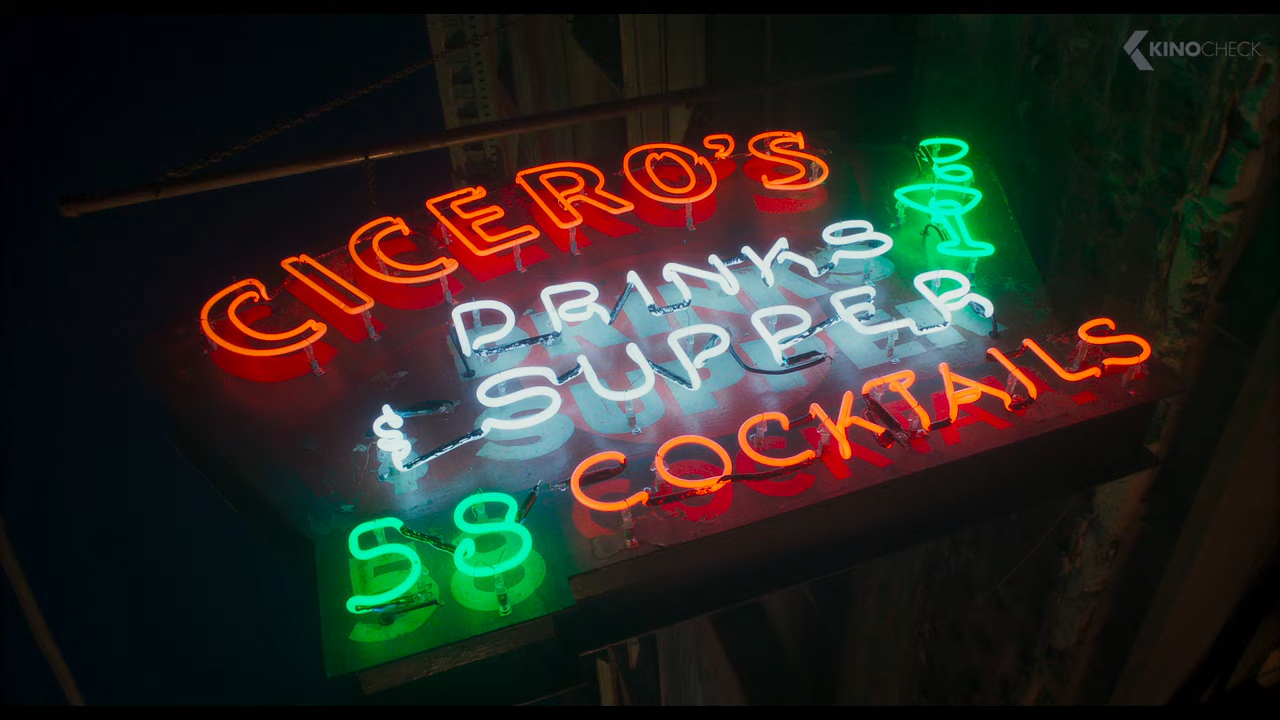 CICERO'S
DRINKS
& SUPPER
COCKTAILS
58
KINOCHECK